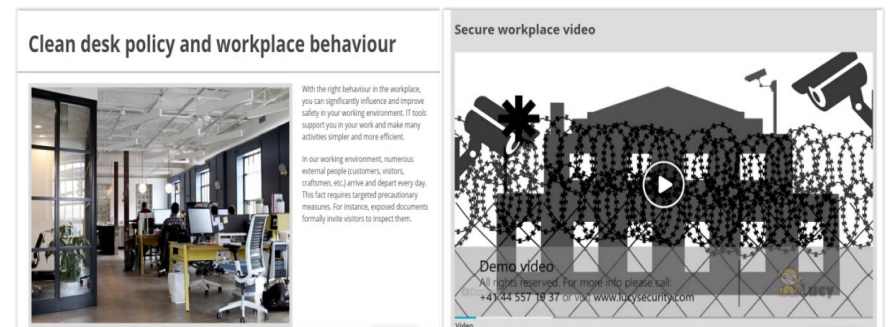 Clean desk policy and workplace behaviour
With the right behaviour in the workplace,
you can significantly influence and improve
safety in your working environment. IT tools
support you in your work and make many
activities simpler and more efficient.
In our working environment, numerous
external people (customers, visitors,
craftsmen, etc.) arrive and depart every day.
This fact requires targeted precautionary
measures. For instance, exposed documents
formally invite visitors to inspect them.
Secure workplace video
Demo video
All rights reserved. For more info please call:
+41 44 557 19 37 or visit www.lucysecurity.com
Lucy
Video